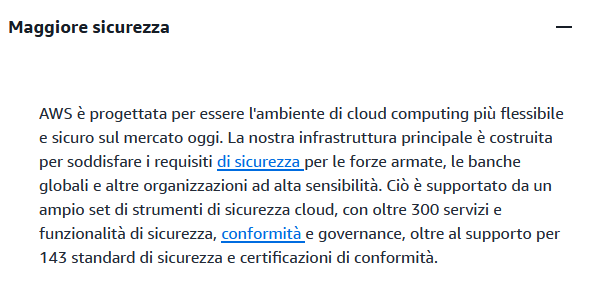 Maggiore sicurezza
AWS è progettata per essere l'ambiente di cloud computing più flessibile
e sicuro sul mercato oggi. La nostra infrastruttura principale è costruita
per soddisfare i requisiti di sicurezza per le forze armate, le banche
globali e altre organizzazioni ad alta sensibilità. Ciò è supportato da un
ampio set di strumenti di sicurezza cloud, con oltre 300 servizi e
funzionalità di sicurezza, conformità e governance, oltre al supporto per
143 standard di sicurezza e certificazioni di conformità.